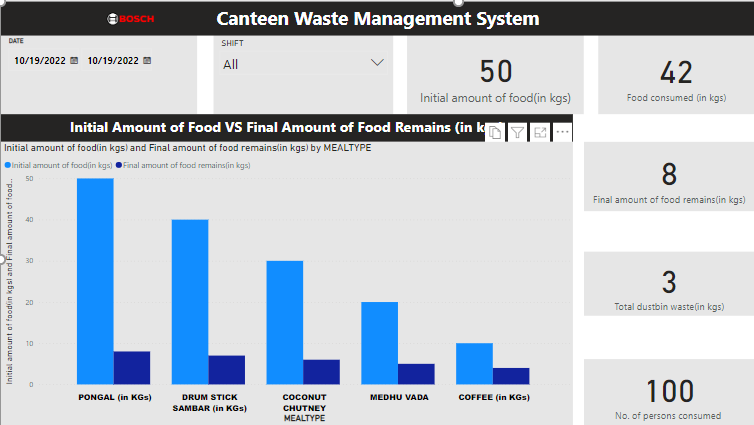 BOSCH
Canteen Waste Management System
DATE
10/19/2022 10/19/2022
SHIFT
All
50
Initial amount of food(in kgs)
42
Food consumed (in kgs)
Initial Amount of Food VS Final Amount of Food Remains (in
Initial amount of food(in kgs) and Final amount of food remains(in kgs) by MEALTYPE
Initial amount of food(in kgs) Final amount of food remains(in kgs)
Initial amount of food(in kgs) and Final amount of food...
50
40
30
20
10
0
PONGAL (in KGs)
DRUM STICK
SAMBAR (in KGs)
COCONUT
CHUTNEY
MEDHU VADA
COFFEE (in KGs)
MEALTYPE
8
Final amount of food remains(in kgs)
3
Total dustbin waste(in kgs)
100
No. of persons consumed